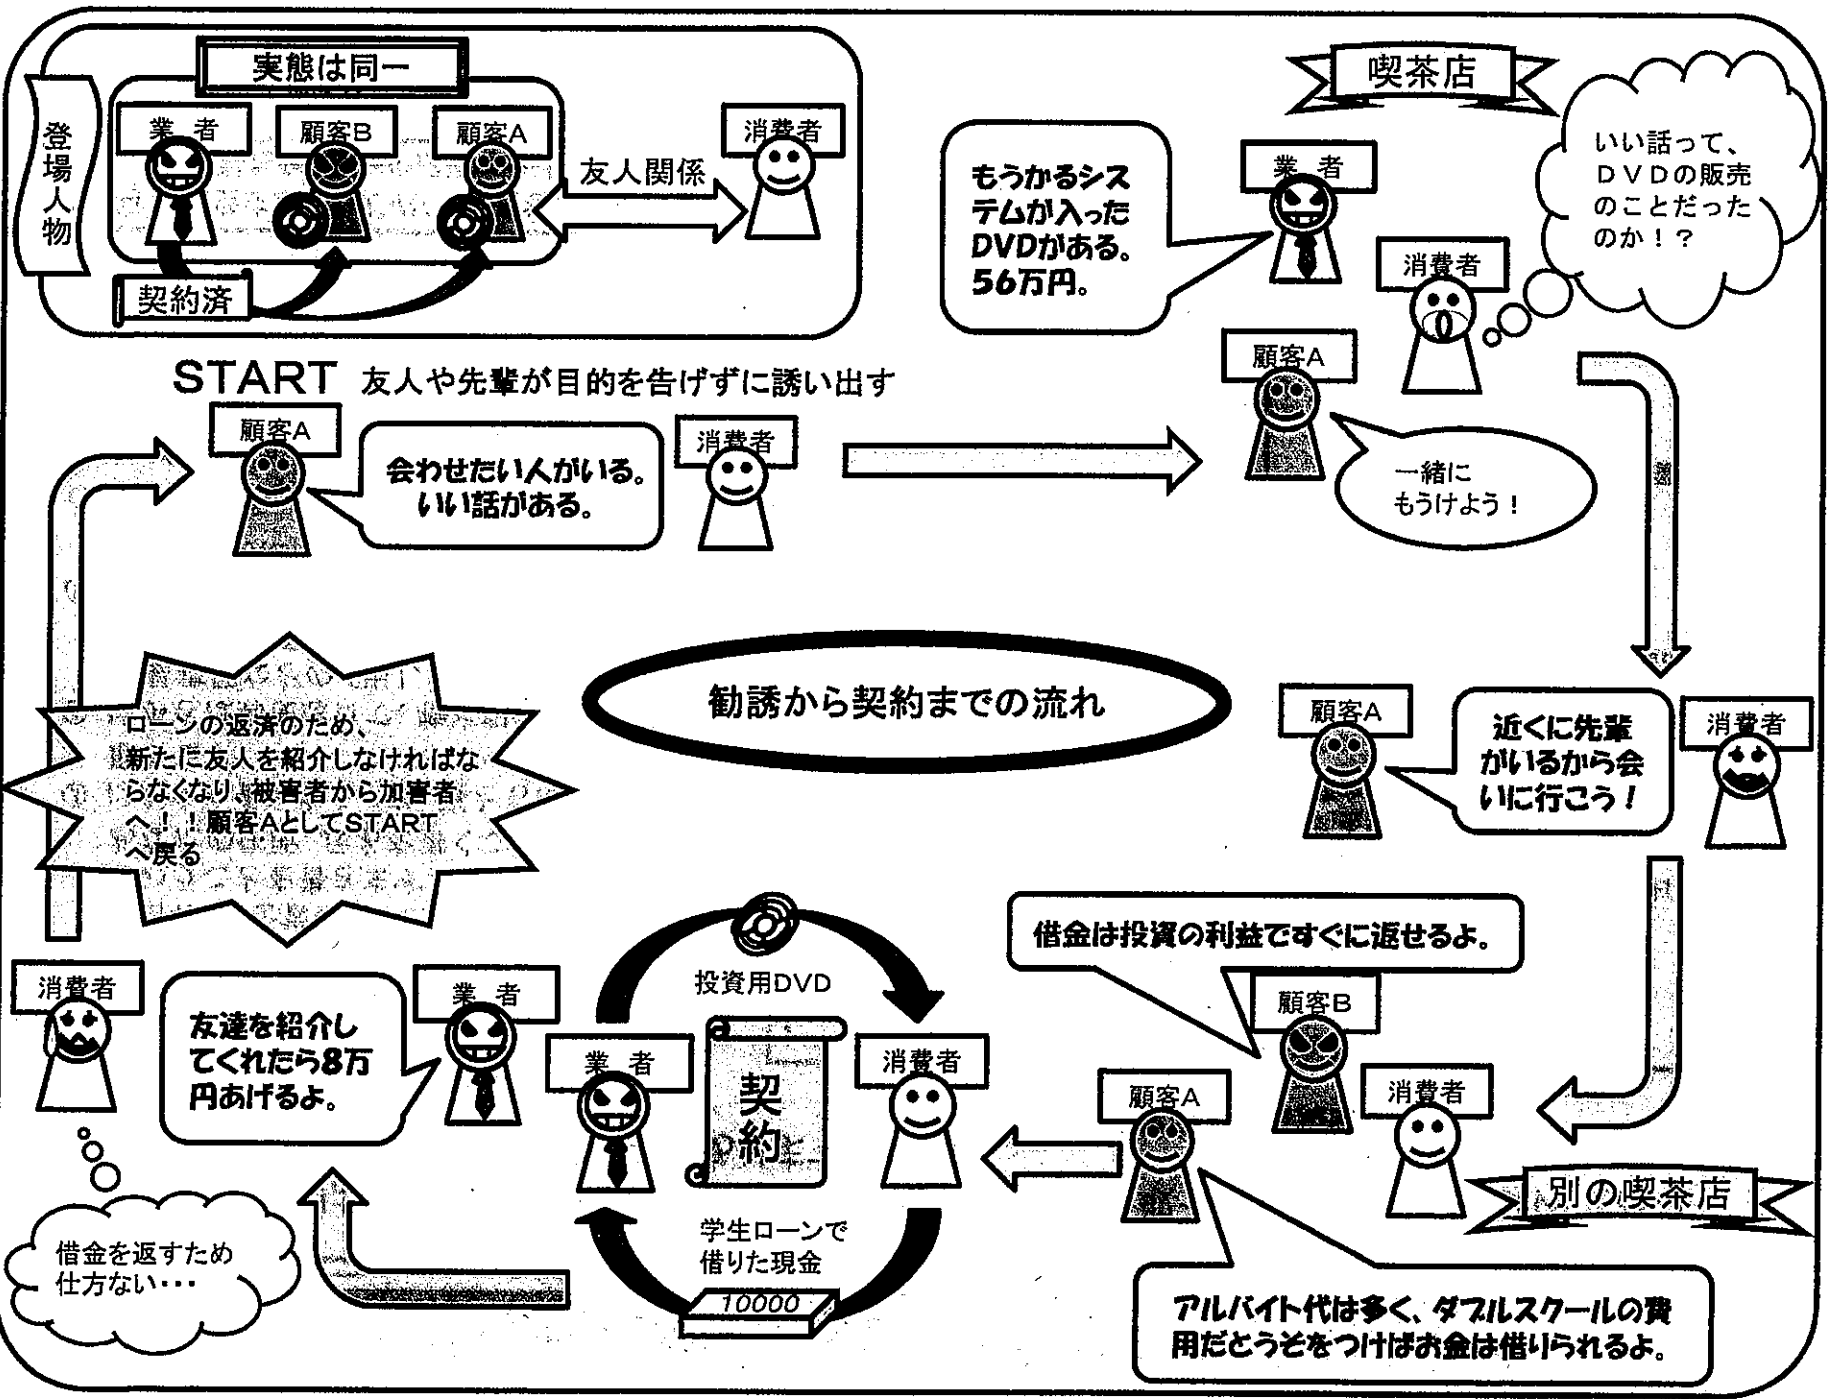 登場人物
実態は同一
業 者
顧客B
顧客A
友人関係
消費者
契約済
喫茶店
もうかるシス
テムが入った
DVDがある。
56万円。
業 者
いい話って、
ＤＶＤの販売
のことだった
のか！？
消費者
顧客A
一緒に
もうけよう！
START
友人や先輩が目的を告げずに誘い出す
顧客A
会わせたい人がいる。
いい話がある。
消費者
勧誘から契約までの流れ
顧客A
近くに先輩
がいるから会
いに行こう！
消費者
借金は投資の利益ですぐに返せるよ。
顧客B
顧客A
消費者
別の喫茶店
アルバイト代は多く、ダブルスクールの費
用だとうそをつけばお金は借りられるよ。
投資用DVD
業 者
契約
消費者
学生ローンで
借りた現金
10000
業 者
友達を紹介し
てくれたら8万
円あげるよ。
消費者
借金を返すため
仕方ない･･･
ローンの返済のため、
新たに友人を紹介しなければな
らなくなり、被害者から加害者
へ！！顧客AとしてSTART
へ戻る